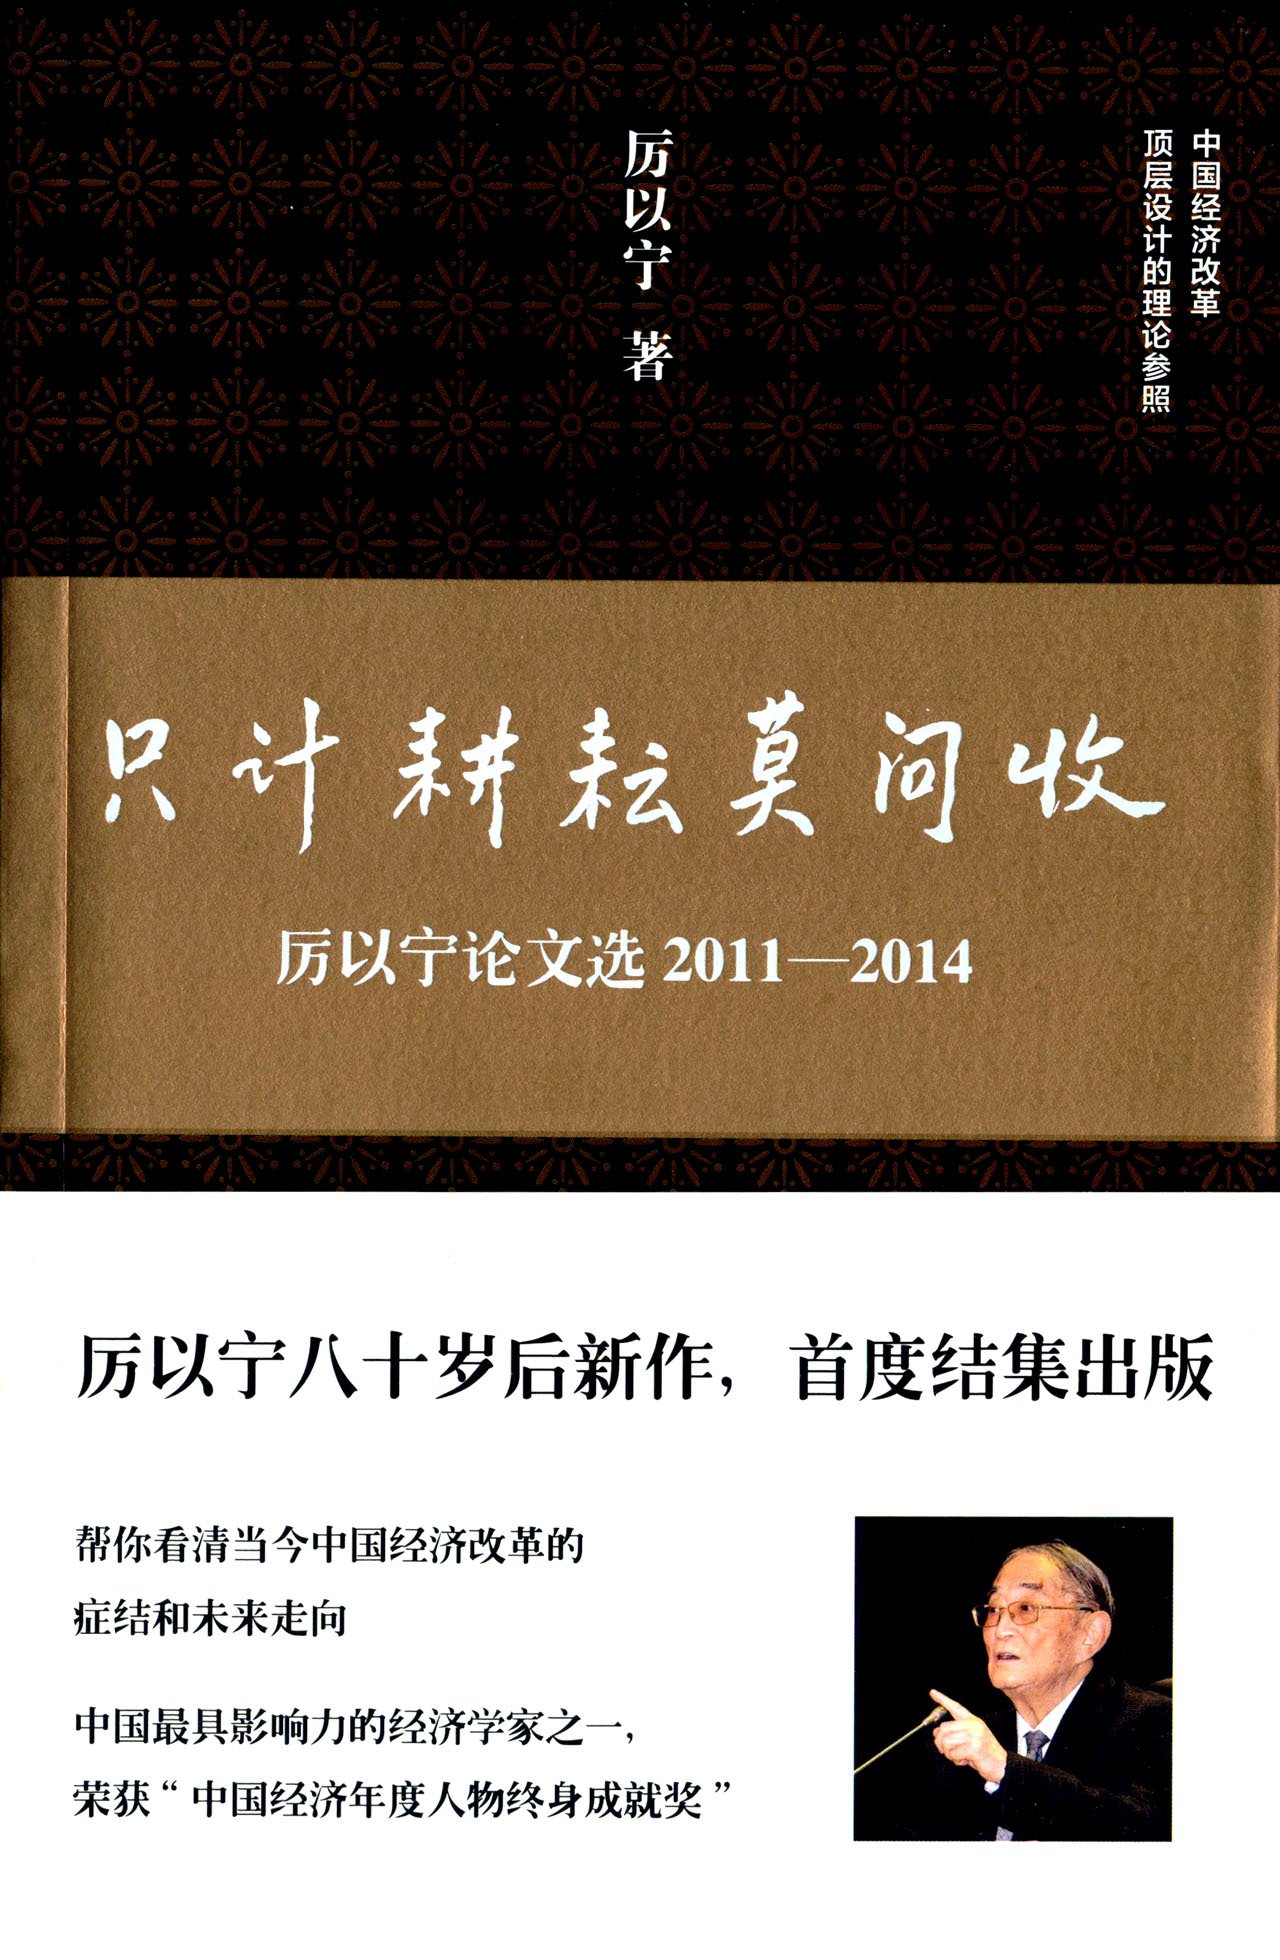 中国经济改革
顶层设计的理论参照
厉以宁 著
只计耕耘莫问收
厉以宁论文选 2011—2014
厉以宁八十岁后新作，首度结集出版
帮你看清当今中国经济改革的
症结和未来走向
中国最具影响力的经济学家之一，
荣获“中国经济年度人物终身成就奖”